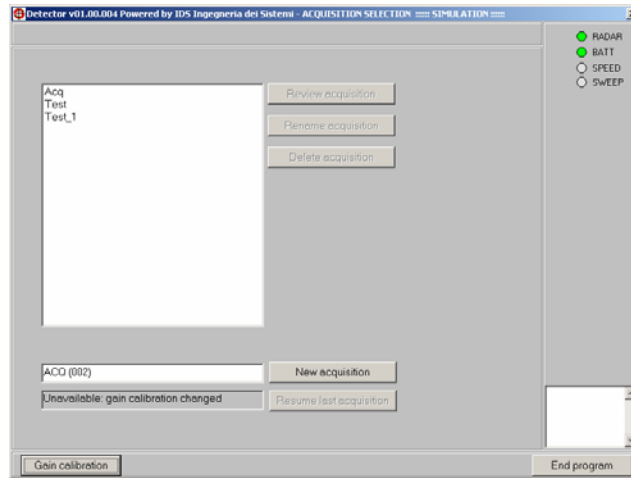 Detector v01.00.004 Powered by IDS Ingegneria dei Sistemi - ACQUISITION SELECTION ::::: SIMULATION :::::
RADAR
BATT
SPEED
SWEEP
Acq
Test
Test_1
Review acquisition
Rename acquisition
Delete acquisition
ACQ (002)
New acquisition
Unavailable: gain calibration changed
Resume last acquisition
Gain calibration
End program